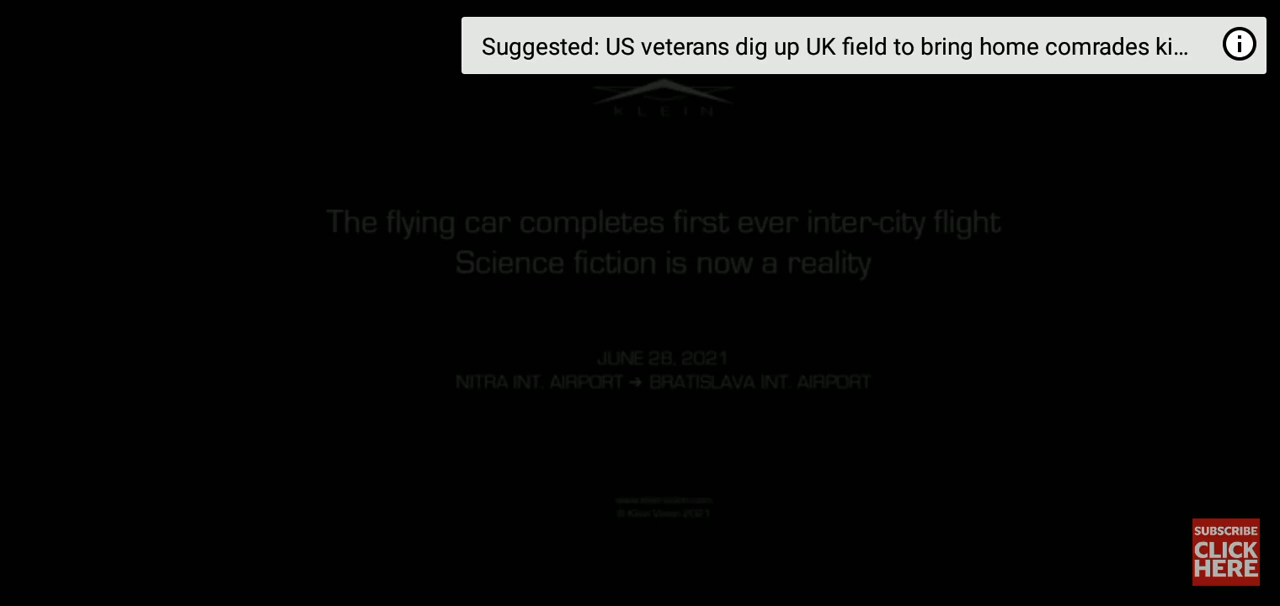 Suggested: US veterans dig up UK field to bring home comrades ki...
KLEIN
The flying car completes first ever inter-city flight
Science fiction is now a reality
JUNE 28, 2021
NITRA INT. AIRPORT → BRATISLAVA INT. AIRPORT
SUBSCRIBE
CLICK
HERE